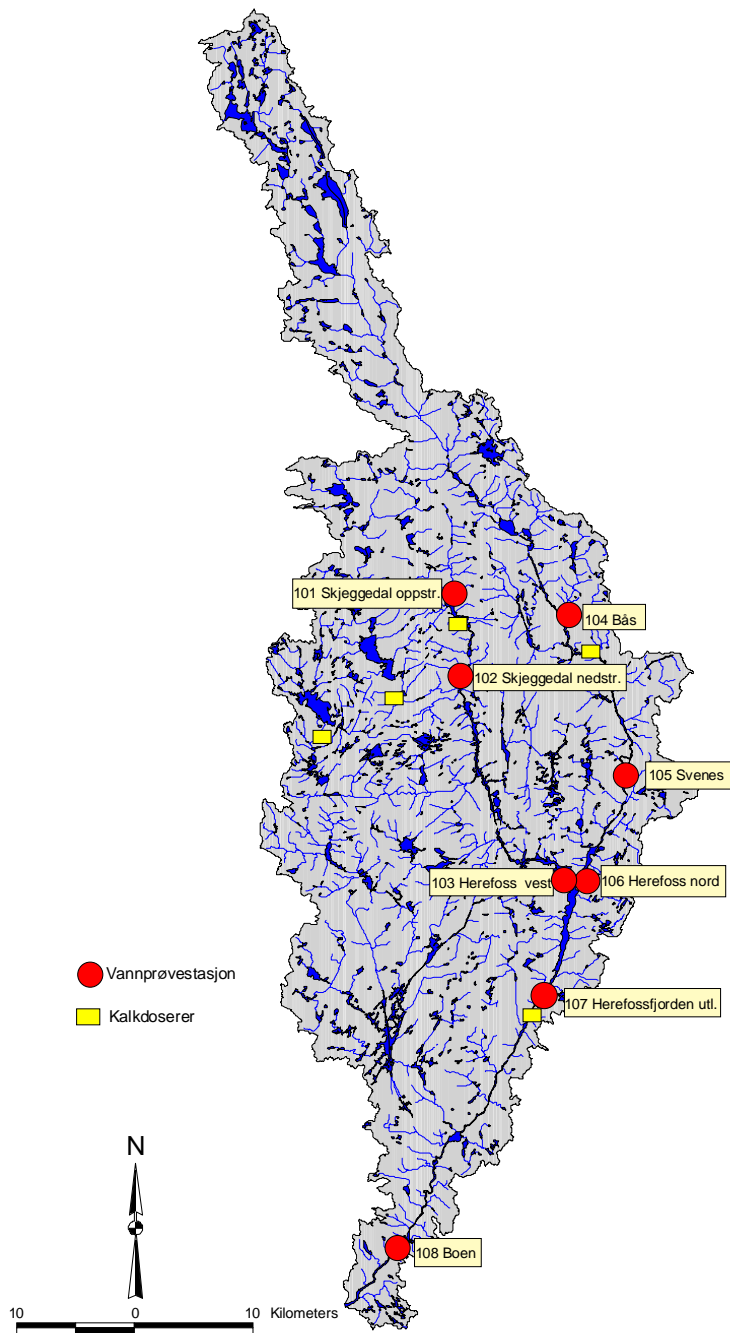 101 Skjeggedal oppstr.
104 Bås
102 Skjeggedal nedstr.
105 Svenes
103 Herefoss vest
106 Herefoss nord
Vannprøvestasjon
107 Herefossfjorden utl.
Kalkdoserer
N
108 Boen
10 0 10 Kilometers